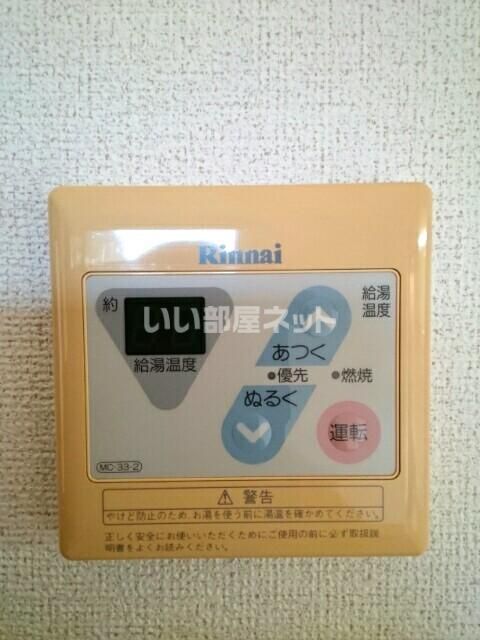 Rinnai
約
給湯
温度
いい部屋ネット
給湯温度
あつく
優先
燃焼
ぬるく
運転
MC-33-2
⚠ 警告
やけど防止のため、お湯を使う前に湯温を確かめてください。
正しく安全にお使いいただくためにご使用の前に必ず取扱説
明書をよくお読みください。